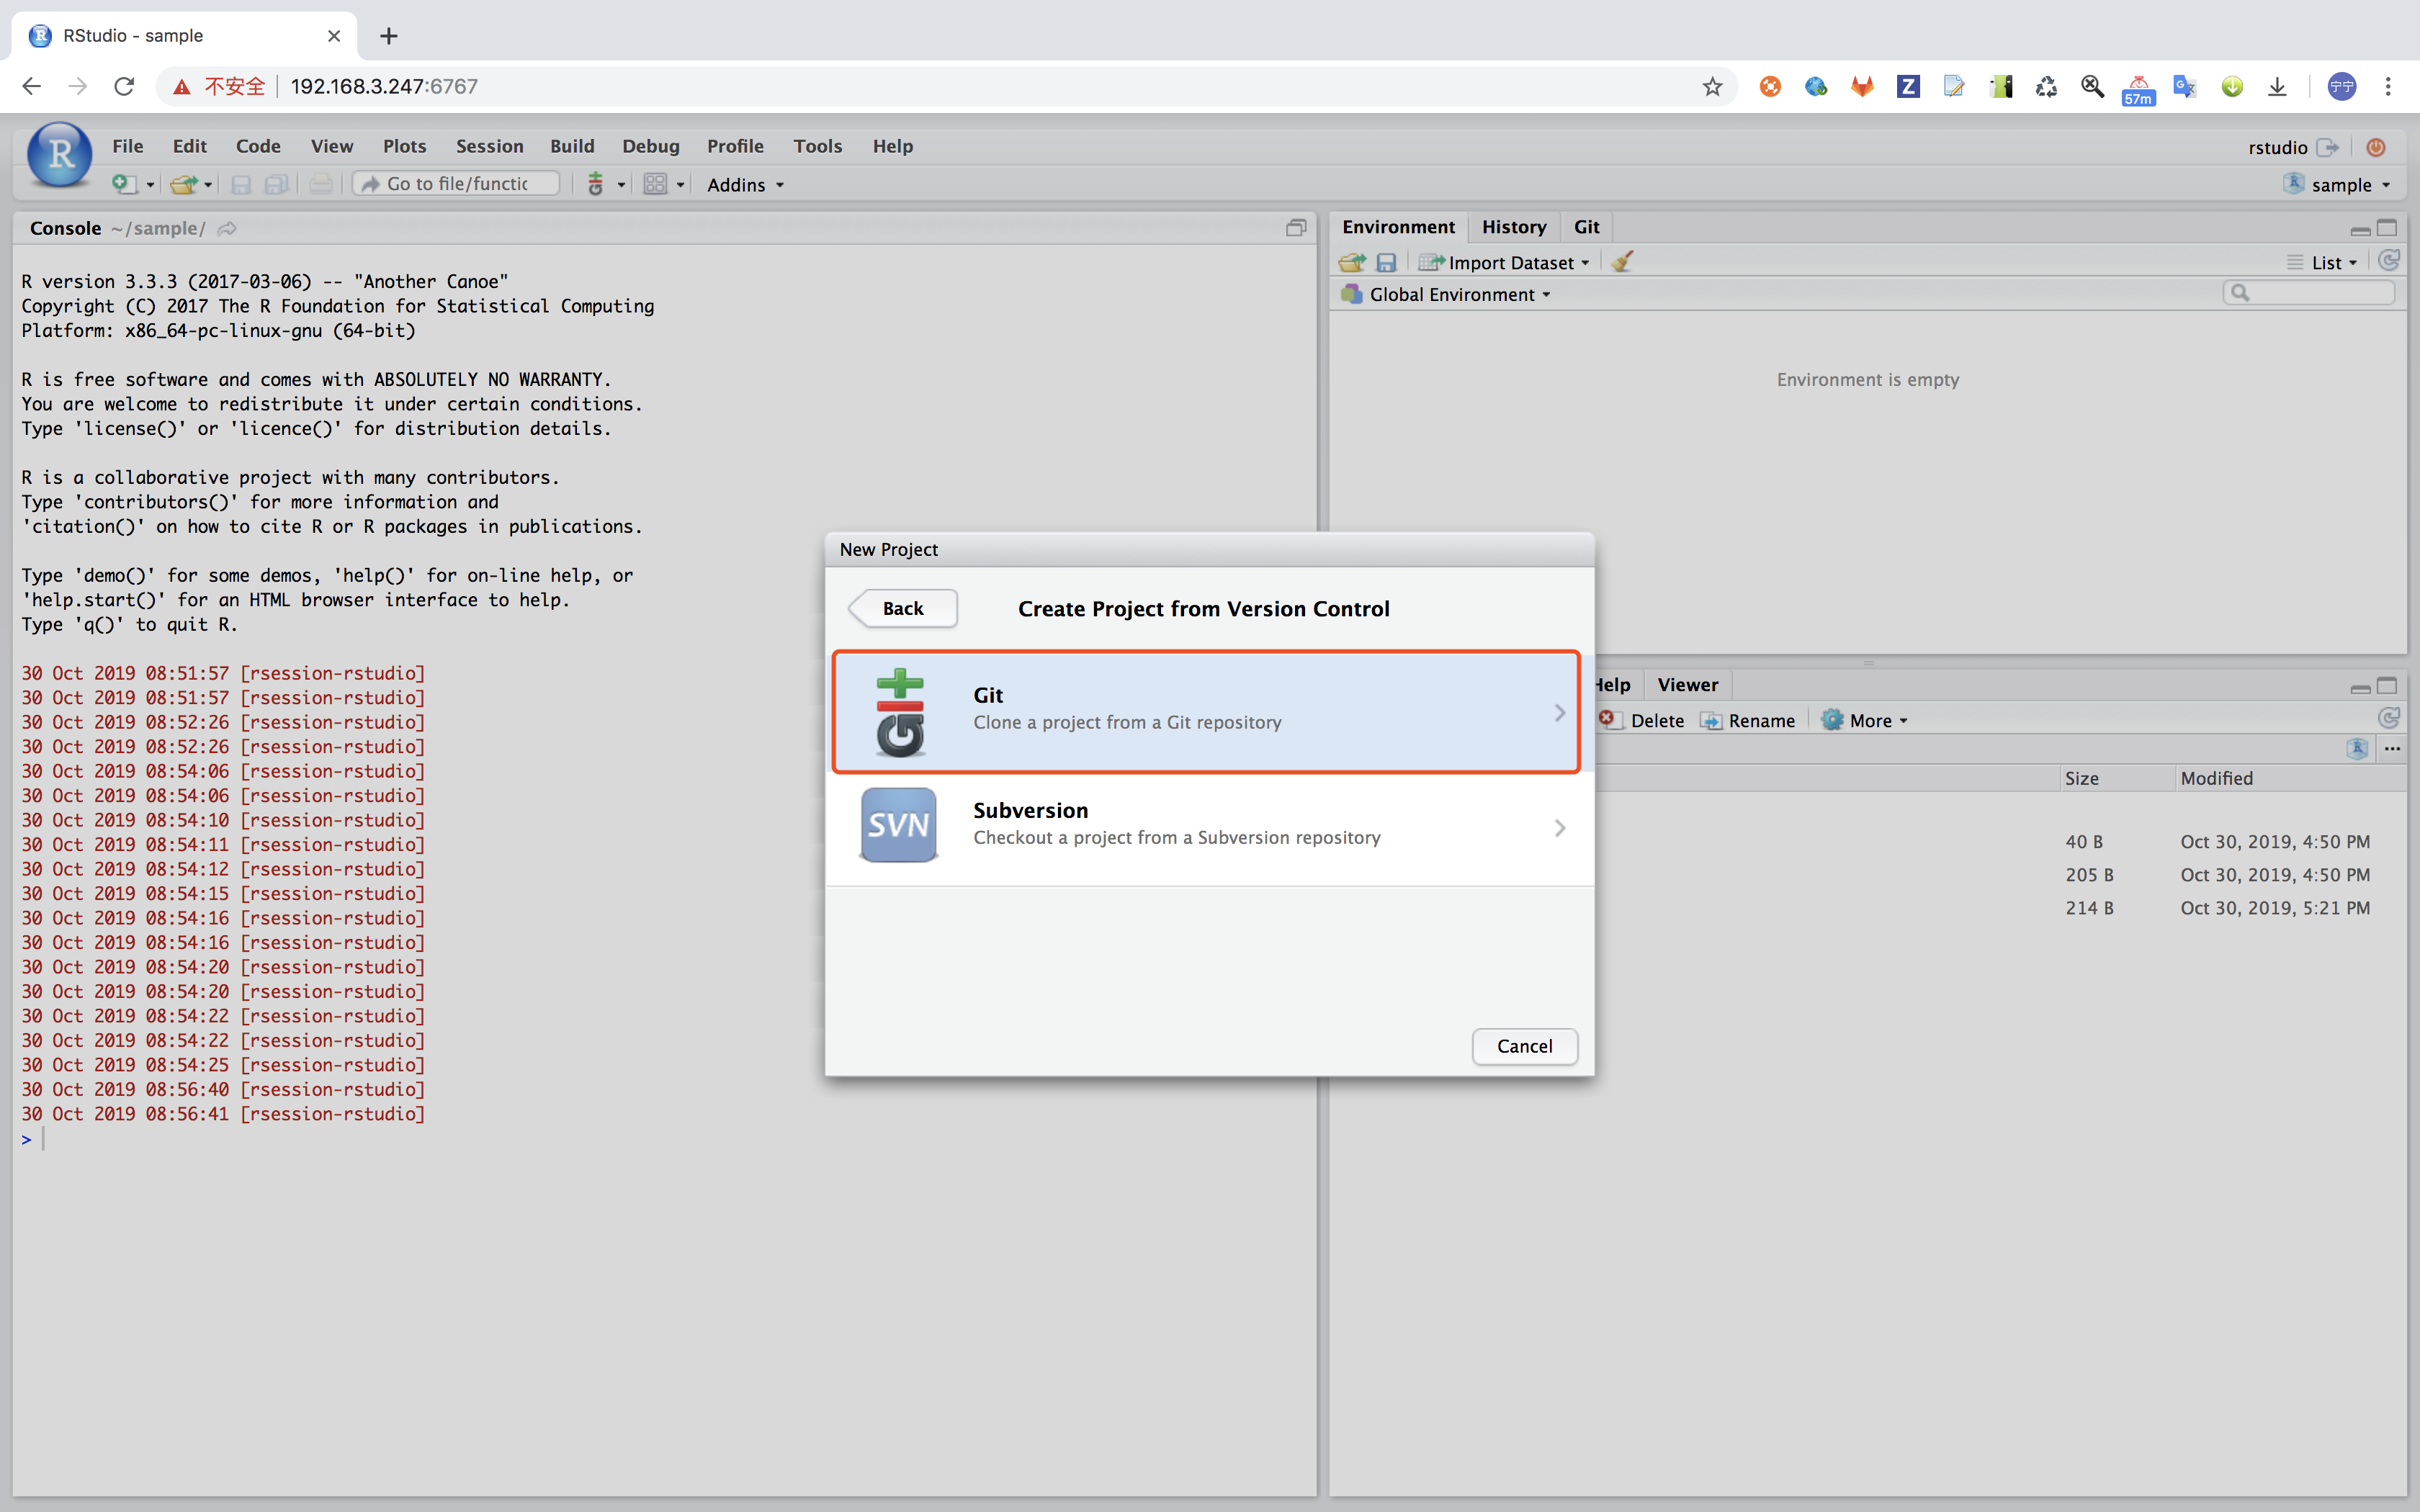 RStudio - sample
不安全 192.168.3.247:6767
57m
宁宁
File Edit Code View Plots Session Build Debug Profile Tools Help
rstudio
Go to file/functic
Addins
sample
Console ~/sample/
R version 3.3.3 (2017-03-06) -- "Another Canoe"
Copyright (C) 2017 The R Foundation for Statistical Computing
Platform: x86_64-pc-linux-gnu (64-bit)
R is free software and comes with ABSOLUTELY NO WARRANTY.
You are welcome to redistribute it under certain conditions.
Type 'license()' or 'licence()' for distribution details.
R is a collaborative project with many contributors.
Type 'contributors()' for more information and
'citation()' on how to cite R or R packages in publications.
Type 'demo()' for some demos, 'help()' for on-line help, or
'help.start()' for an HTML browser interface to help.
Type 'q()' to quit R.
30 Oct 2019 08:51:57 [rsession-rstudio]
30 Oct 2019 08:51:57 [rsession-rstudio]
30 Oct 2019 08:52:26 [rsession-rstudio]
30 Oct 2019 08:52:26 [rsession-rstudio]
30 Oct 2019 08:54:06 [rsession-rstudio]
30 Oct 2019 08:54:06 [rsession-rstudio]
30 Oct 2019 08:54:10 [rsession-rstudio]
30 Oct 2019 08:54:11 [rsession-rstudio]
30 Oct 2019 08:54:12 [rsession-rstudio]
30 Oct 2019 08:54:15 [rsession-rstudio]
30 Oct 2019 08:54:16 [rsession-rstudio]
30 Oct 2019 08:54:16 [rsession-rstudio]
30 Oct 2019 08:54:20 [rsession-rstudio]
30 Oct 2019 08:54:20 [rsession-rstudio]
30 Oct 2019 08:54:22 [rsession-rstudio]
30 Oct 2019 08:54:22 [rsession-rstudio]
30 Oct 2019 08:54:25 [rsession-rstudio]
30 Oct 2019 08:56:40 [rsession-rstudio]
30 Oct 2019 08:56:41 [rsession-rstudio]
>
Environment History Git
Import Dataset
List
Global Environment
Environment is empty
New Project
Back
Create Project from Version Control
Git
Clone a project from a Git repository
SVN
Subversion
Checkout a project from a Subversion repository
Cancel
Help Viewer
Delete Rename More
Size Modified
40 B Oct 30, 2019, 4:50 PM
205 B Oct 30, 2019, 4:50 PM
214 B Oct 30, 2019, 5:21 PM